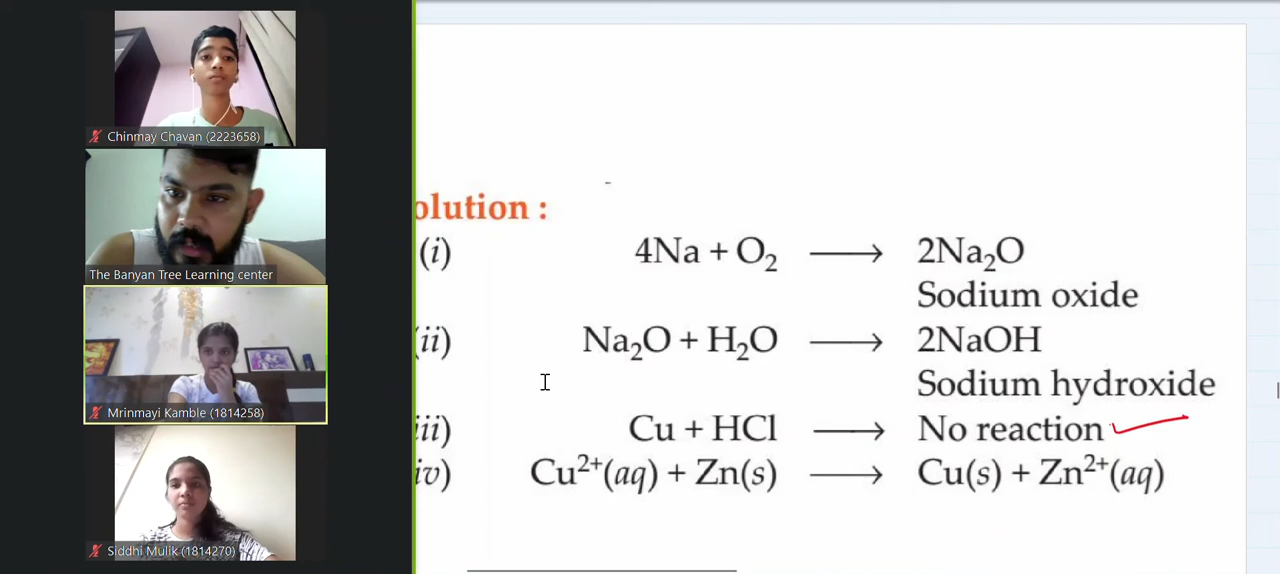 Chinmay Chavan (2223658)
The Banyan Tree Learning center
Mrinmayi Kamble (1814258)
Siddhi Mulik (1814270)
olution :
(i) 4Na + O₂ ⟶ 2Na₂O
Sodium oxide
ii) Na₂O + H₂O ⟶ 2NaOH
Sodium hydroxide
iii) Cu + HCl ⟶ No reaction
iv) Cu²⁺(aq) + Zn(s) ⟶ Cu(s) + Zn²⁺(aq)